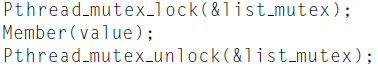 Pthread_mutex_lock(&list_mutex);
Member(value);
Pthread_mutex_unlock(&list_mutex);